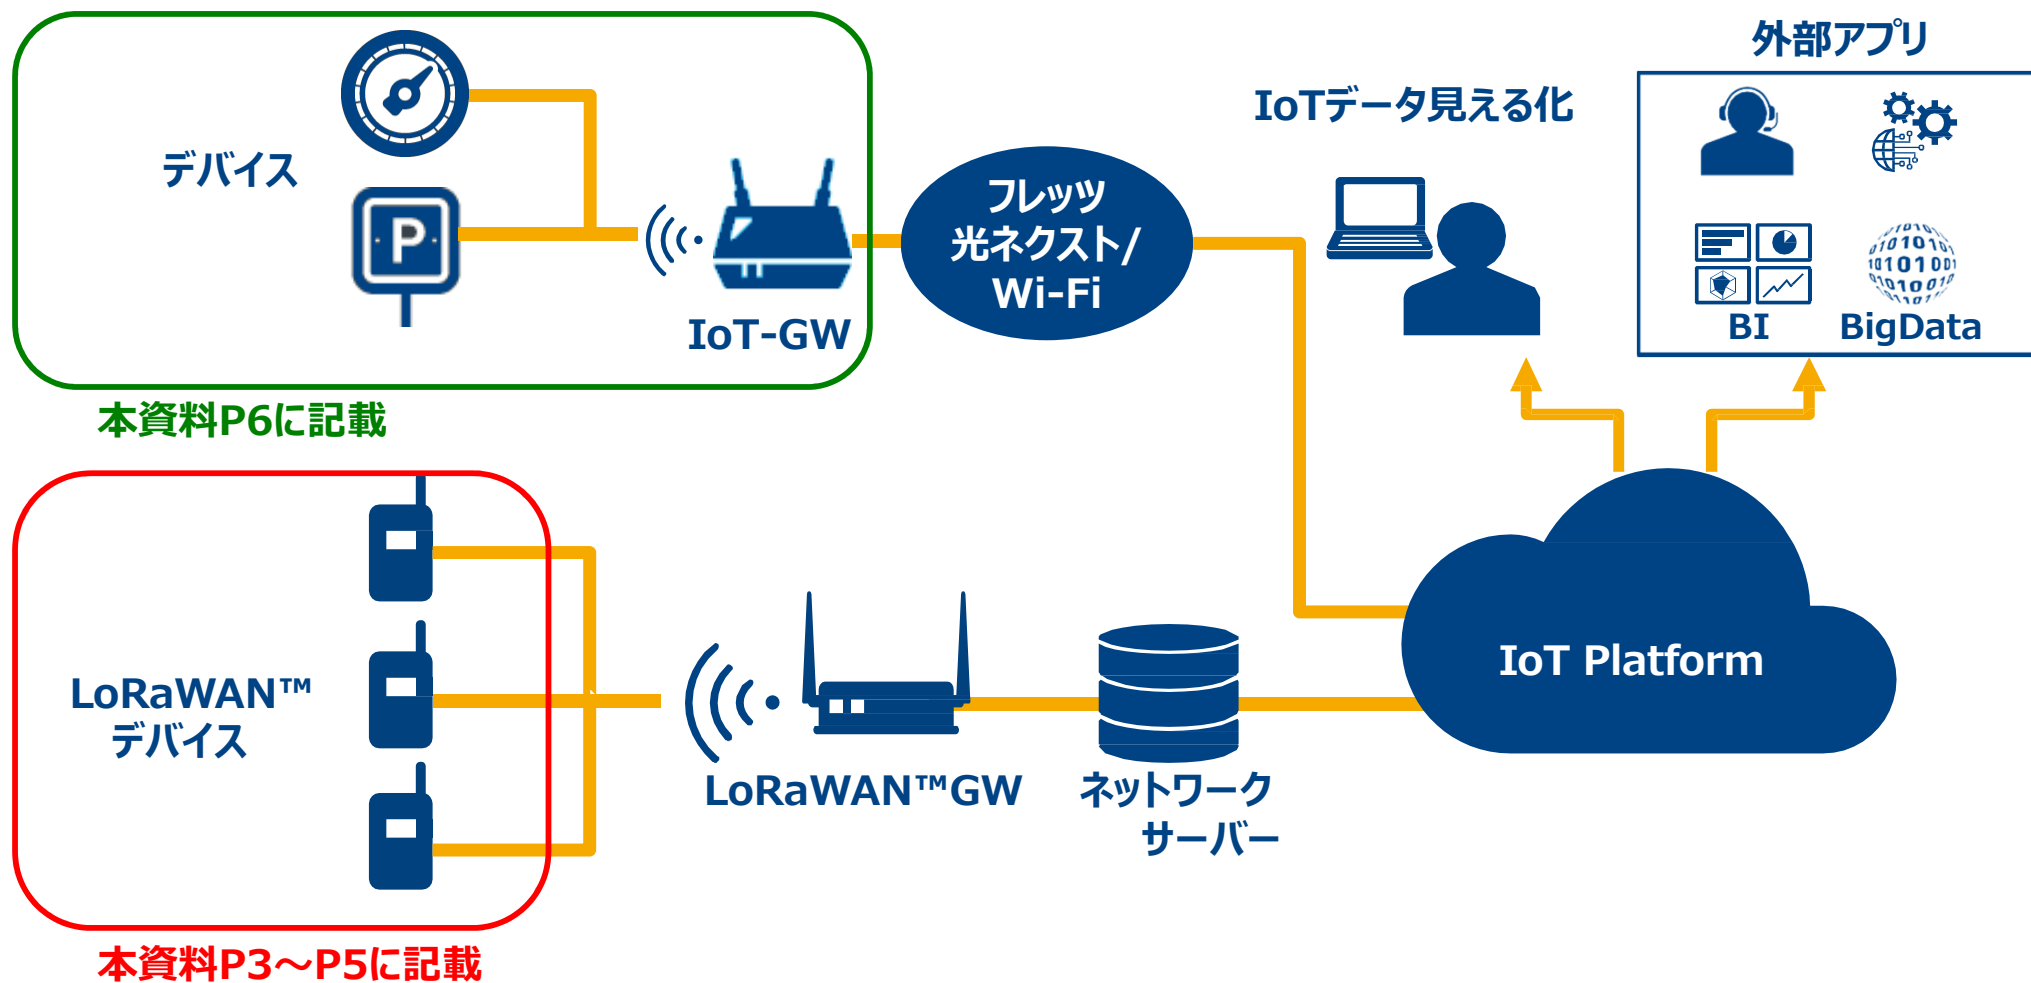 外部アプリ
IoTデータ見える化
デバイス
P
フレッツ
光ネクスト/
Wi-Fi
IoT-GW
BI
BigData
本資料P6に記載
LoRaWAN™
デバイス
IoT Platform
LoRaWAN™GW
ネットワーク
サーバー
本資料P3～P5に記載